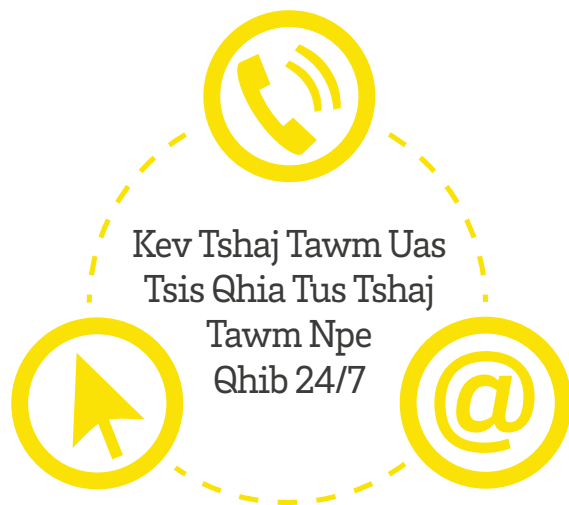 Kev Tshaj Tawm Uas
Tsis Qhia Tus Tshaj
Tawm Npe
Qhib 24/7
@